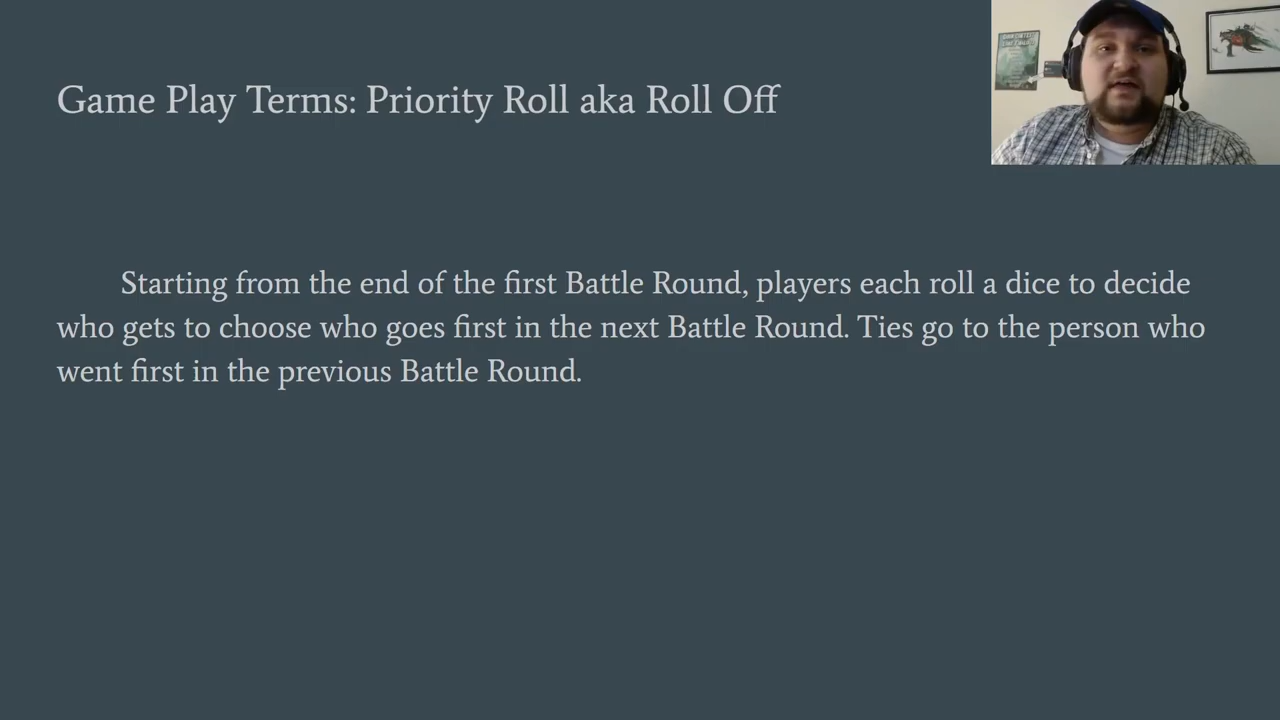 Game Play Terms: Priority Roll aka Roll Off
Starting from the end of the first Battle Round, players each roll a dice to decide
who gets to choose who goes first in the next Battle Round. Ties go to the person who
went first in the previous Battle Round.